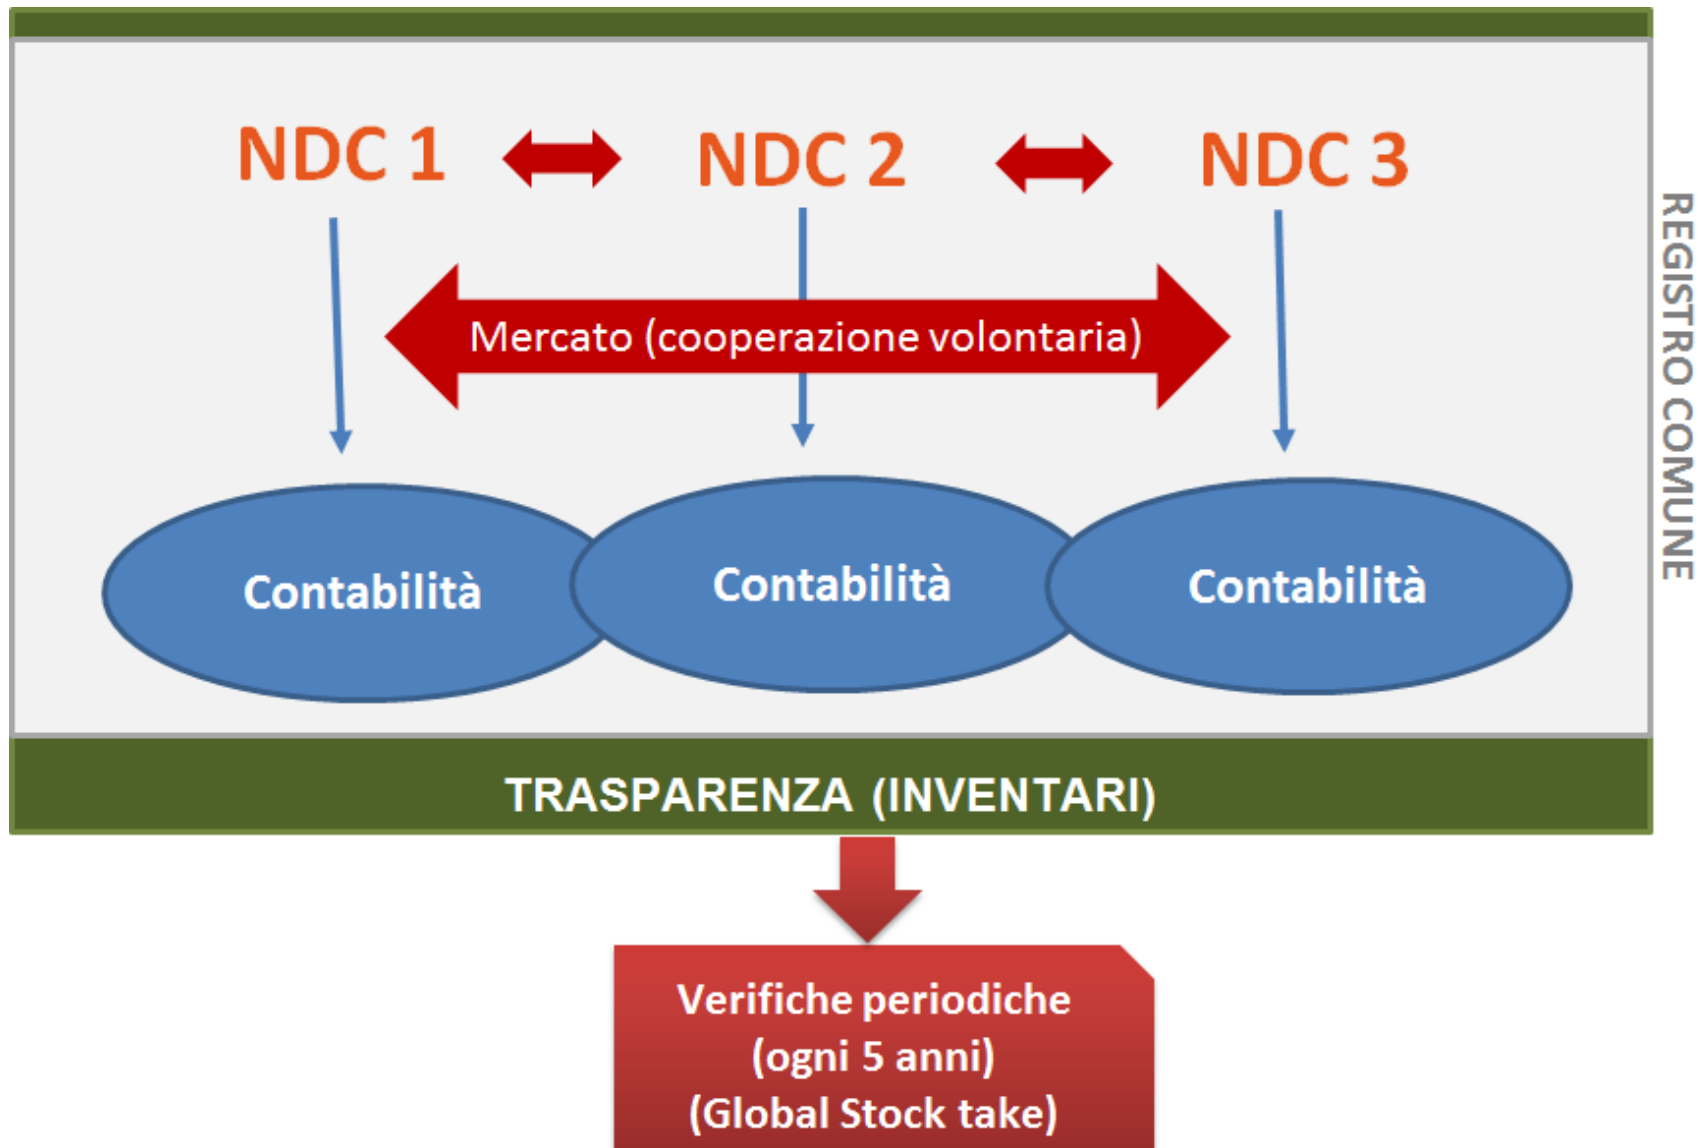 NDC 1
NDC 2
NDC 3
Mercato (cooperazione volontaria)
REGISTRO COMUNE
Contabilità
Contabilità
Contabilità
TRASPARENZA (INVENTARI)
Verifiche periodiche
(ogni 5 anni)
(Global Stock take)